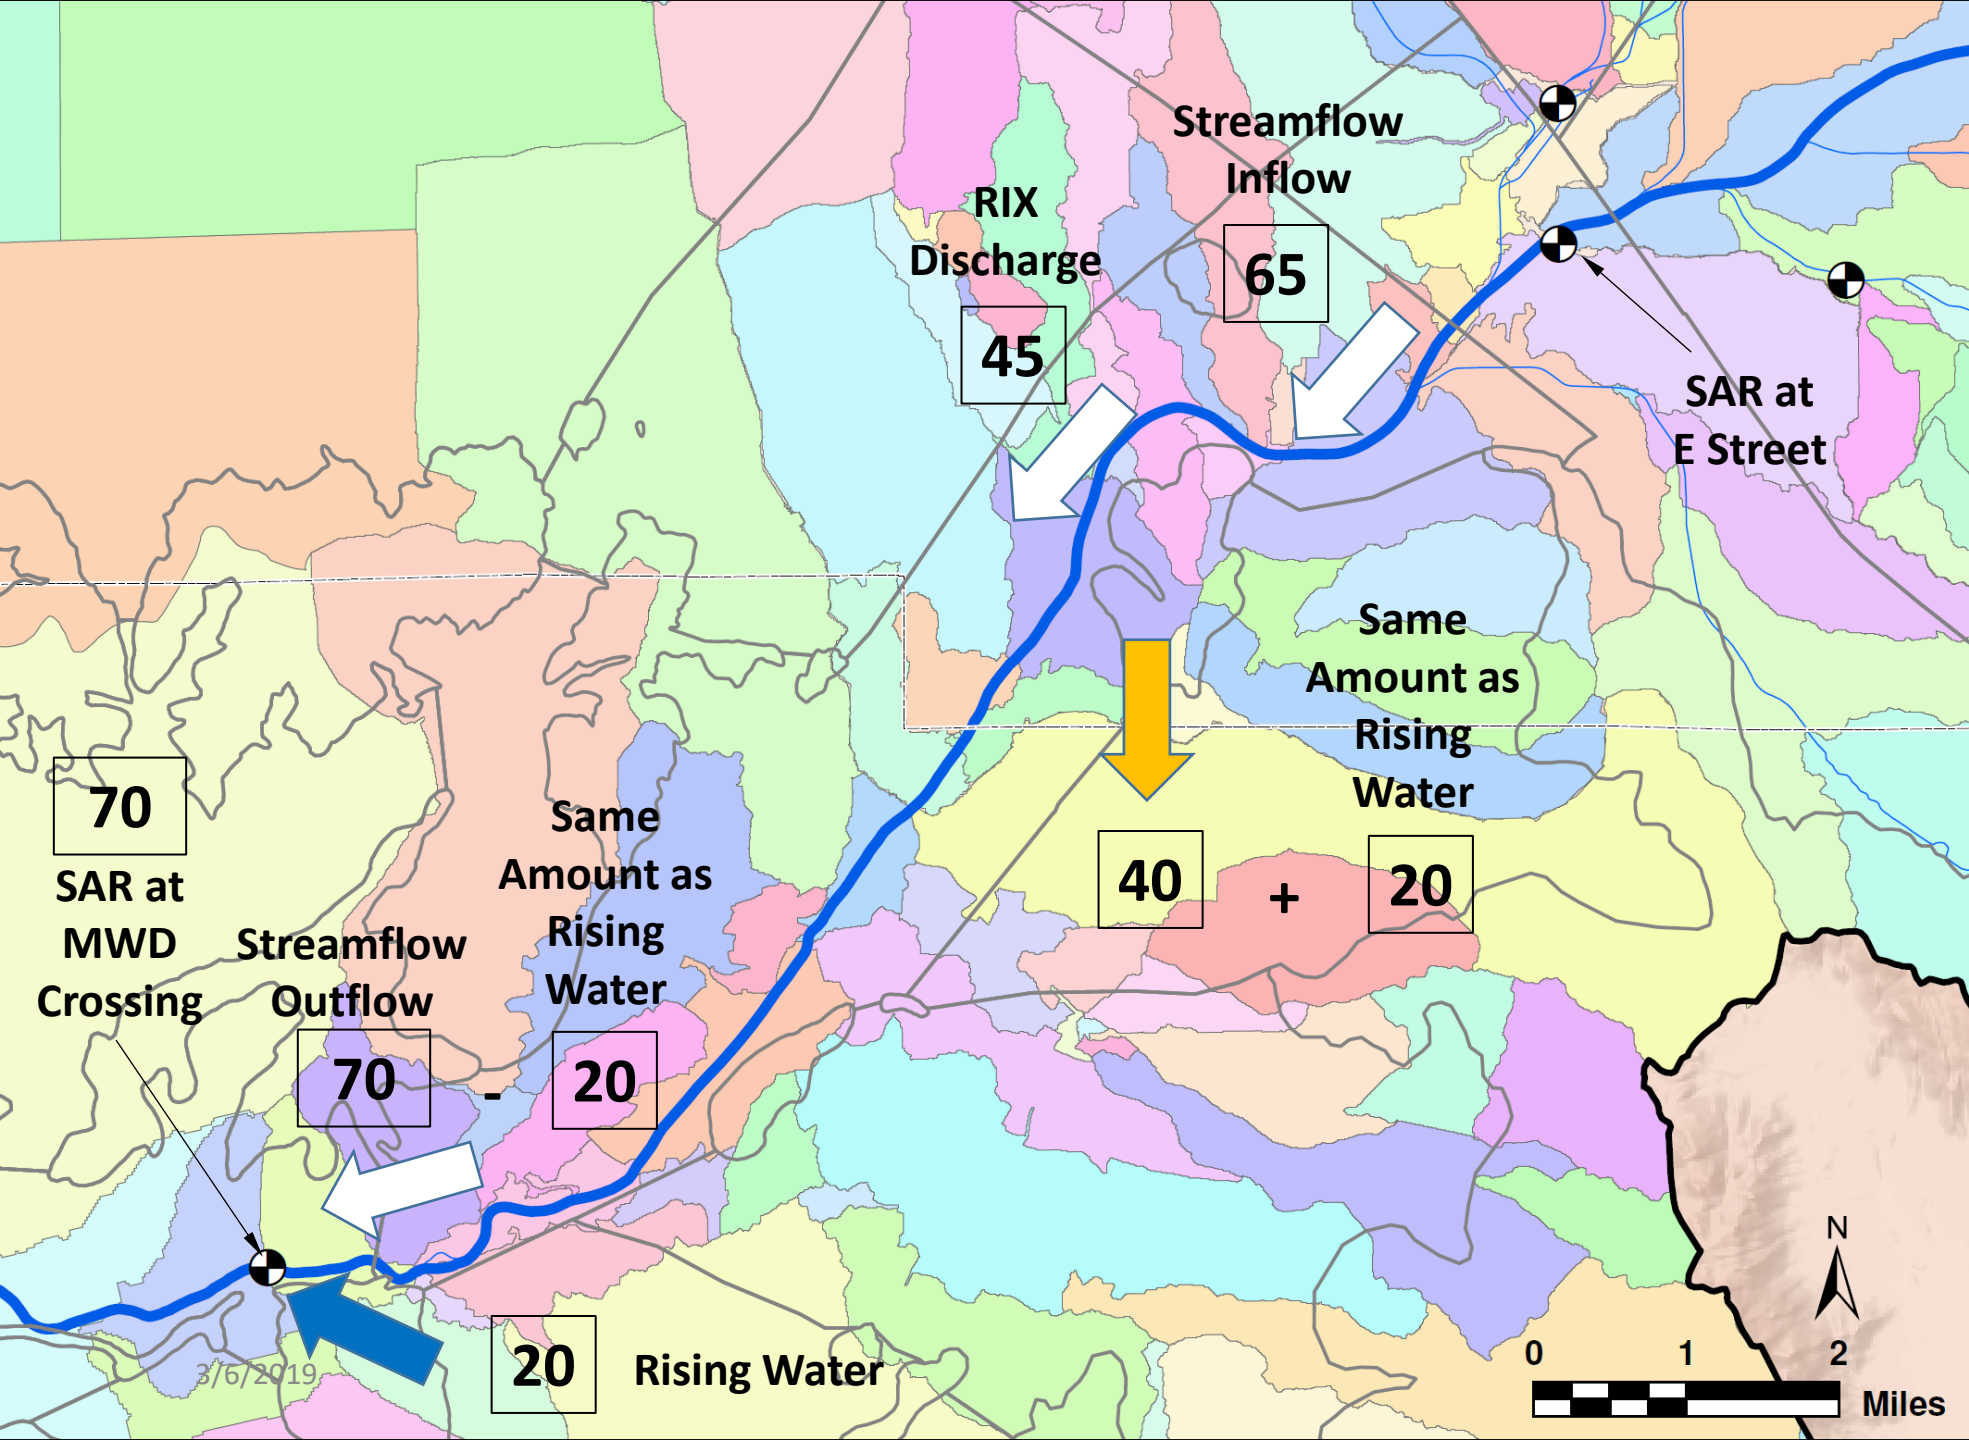 Streamflow
Inflow
65
RIX
Discharge
45
SAR at
E Street
Same
Amount as
Rising
Water
40
+
20
70
SAR at
MWD
Crossing
Same
Amount as
Rising
Water
Streamflow
Outflow
70
-
20
20
Rising Water
3/6/2019
N
0 1 2
Miles